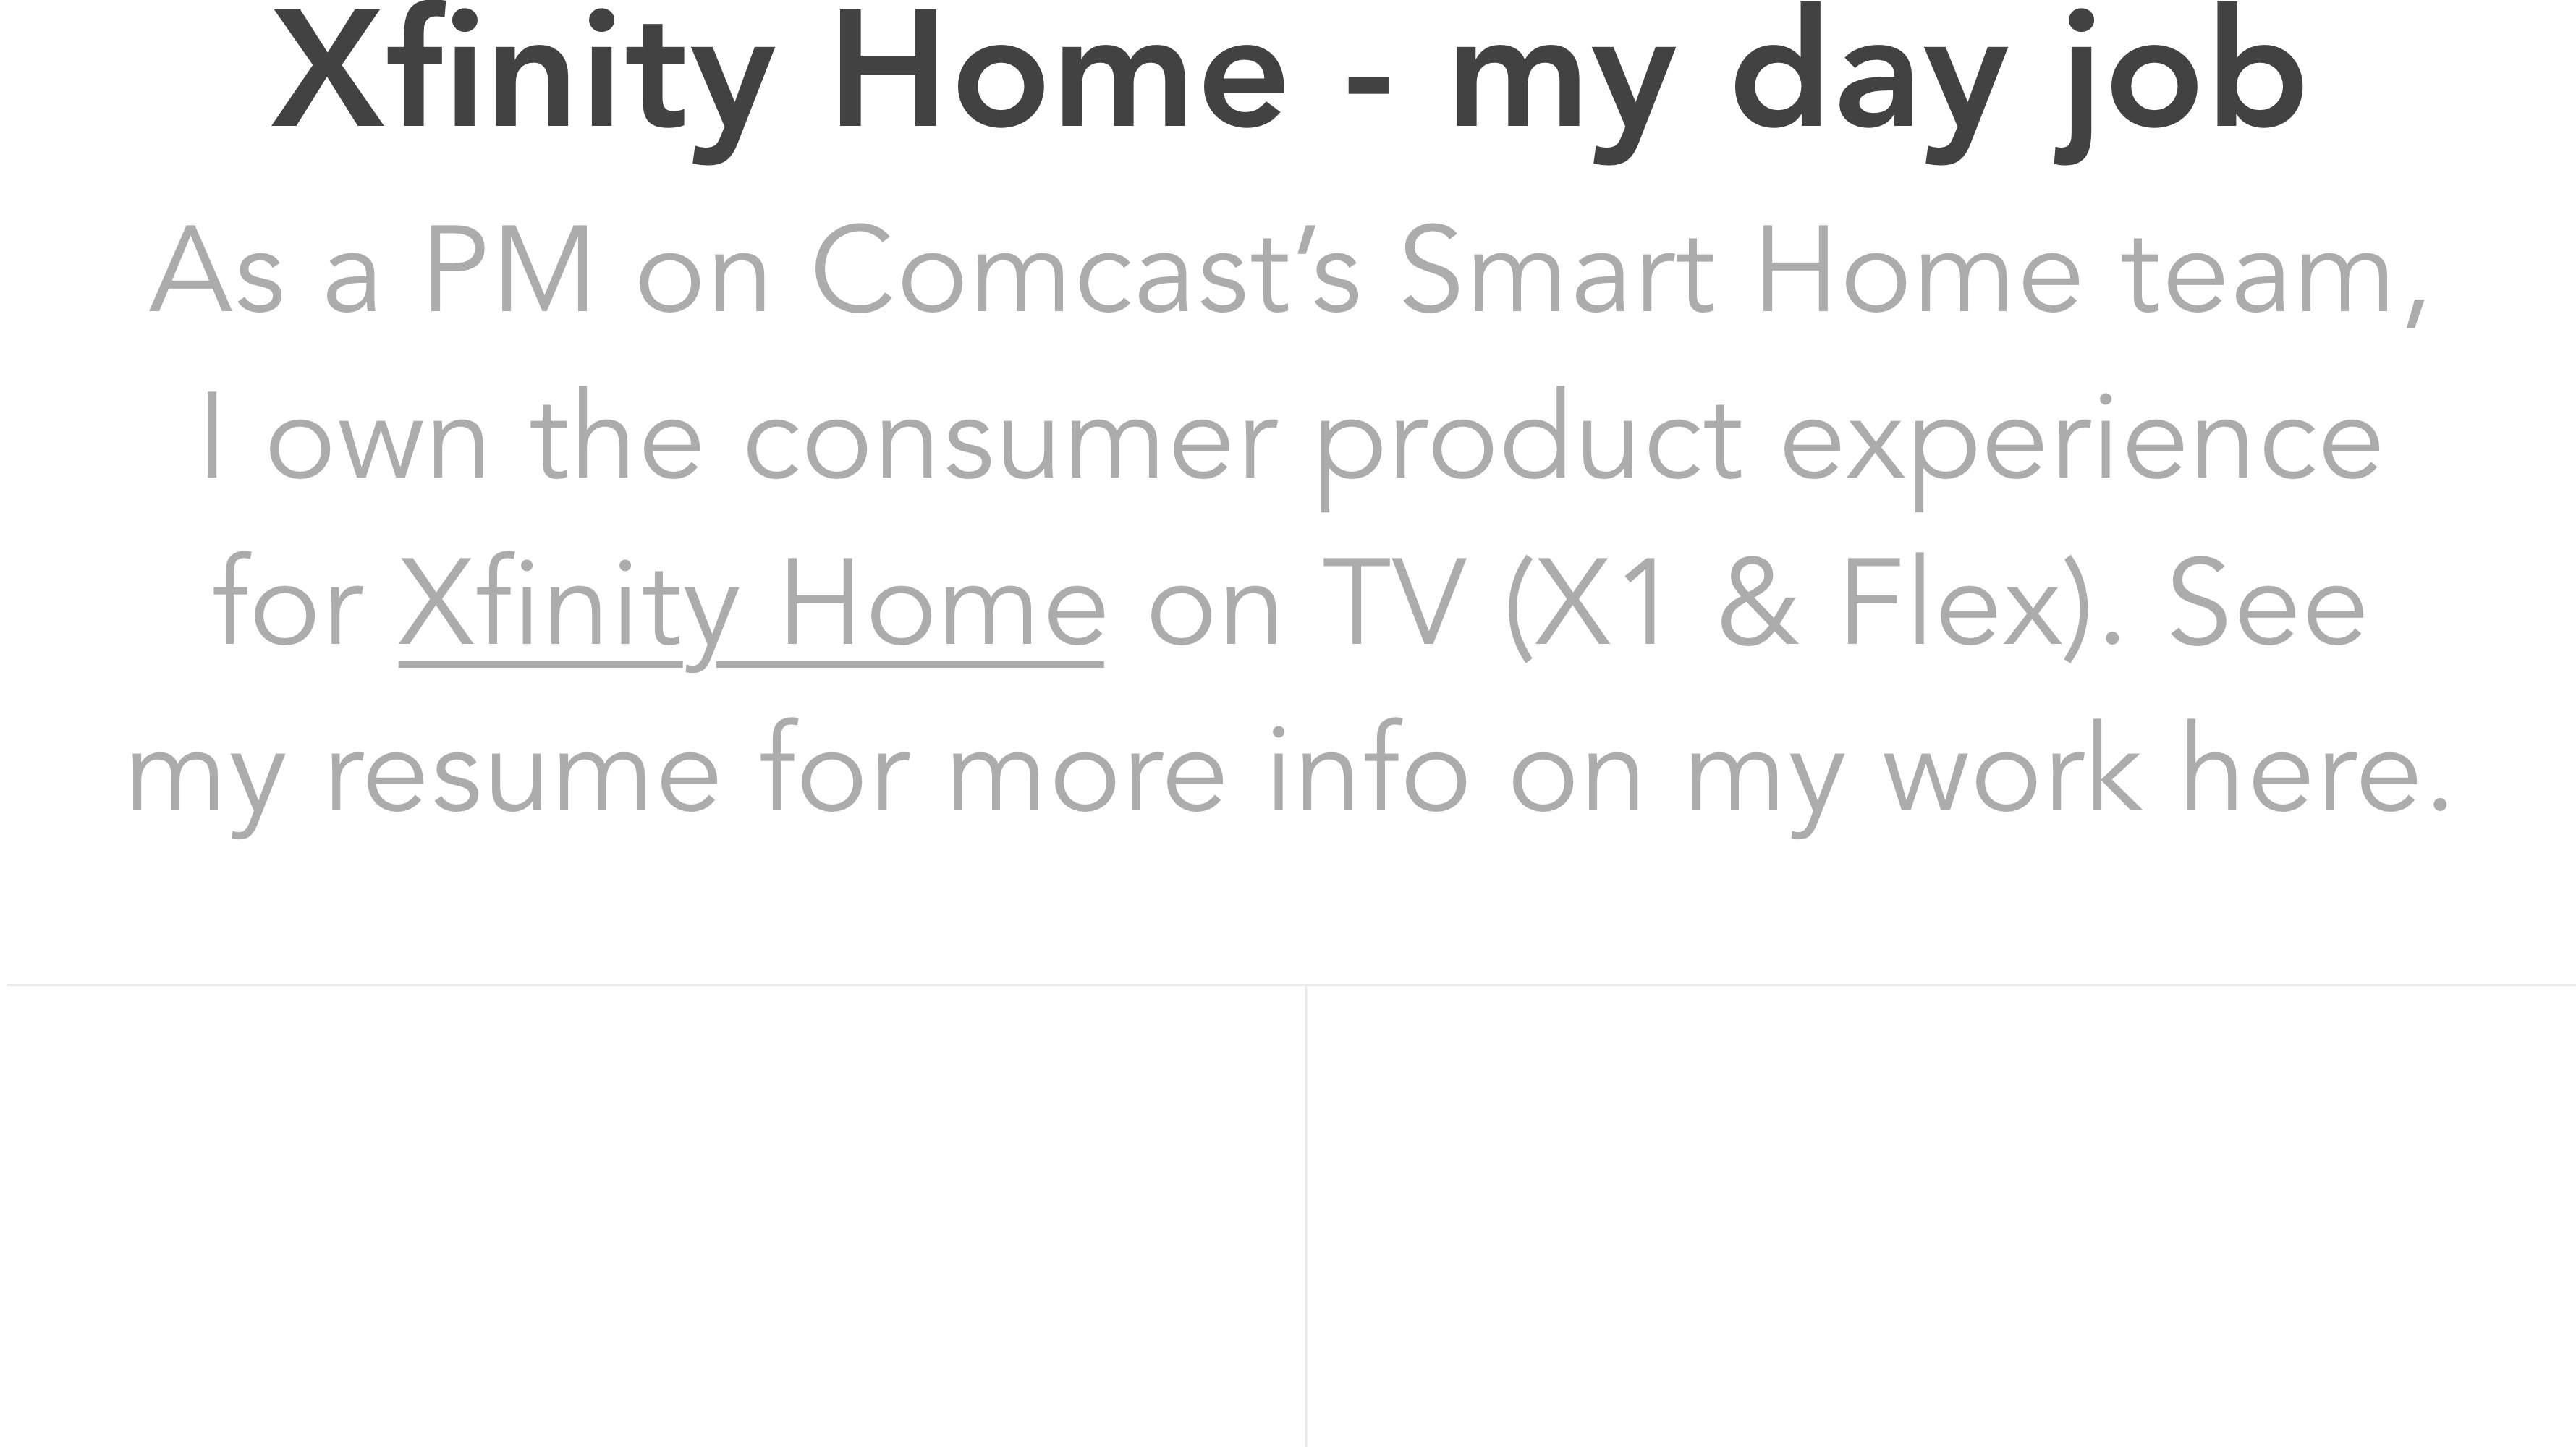 Xfinity Home - my day job
As a PM on Comcast’s Smart Home team,
I own the consumer product experience
for Xfinity Home on TV (X1 & Flex). See
my resume for more info on my work here.